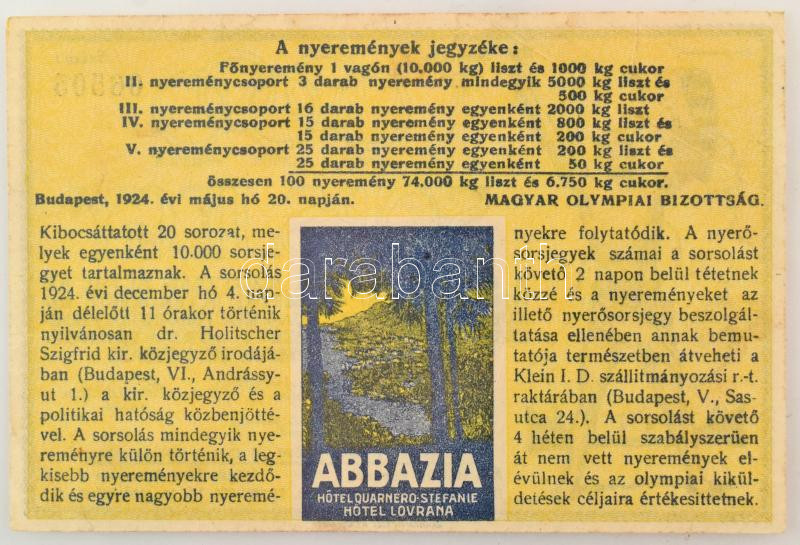 A nyeremények jegyzéke:
Főnyeremény 1 vagón (10.000 kg) liszt és 1000 kg cukor
II. nyereménycsoport 3 darab nyeremény mindegyik 5000 kg liszt és
500 kg cukor
III. nyereménycsoport 16 darab nyeremény egyenként 2000 kg liszt
IV. nyereménycsoport 15 darab nyeremény egyenként 800 kg liszt és
15 darab nyeremény egyenként 200 kg cukor
V. nyereménycsoport 25 darab nyeremény egyenként 200 kg liszt és
25 darab nyeremény egyenként 50 kg cukor
összesen 100 nyeremény 74.000 kg liszt és 6.750 kg cukor.
Budapest, 1924. évi május hó 20. napján. MAGYAR OLYMPIAI BIZOTTSÁG.
Kibocsáttatott 20 sorozat, me-
lyek egyenként 10.000 sorsje-
gyet tartalmaznak. A sorsolás
1924. évi december hó 4. nap-
ján délelőtt 11 órakor történik
nyilvánosan dr. Holitscher
Szigfrid kir. közjegyző irodájá-
ban (Budapest, VI., Andrássy-
ut 1.) a kir. közjegyző és a
politikai hatóság közbenjötté-
vel. A sorsolás mindegyik nye-
reményre külön történik, a leg-
kisebb nyereményekre kezdő-
dik és egyre nagyobb nyeremé-
ABBAZIA
HÔTEL QUARNERO-STEFANIE
HÔTEL LOVRANA
nyekre folytatódik. A nyerő-
sorsjegyek számai a sorsolást
követő 2 napon belül tétetnek
közzé és a nyereményeket az
illető nyerősorsjegy beszolgál-
tatása ellenében annak bemu-
tatója természetben átveheti a
Klein I. D. szállitmányozási r.-t.
raktárában (Budapest, V., Sas-
utca 24.). A sorsolást követő
4 héten belül szabályszerüen
át nem vett nyeremények el-
évülnek és az olympiai kikül-
detések céljaira értékesittetnek.
darabanth